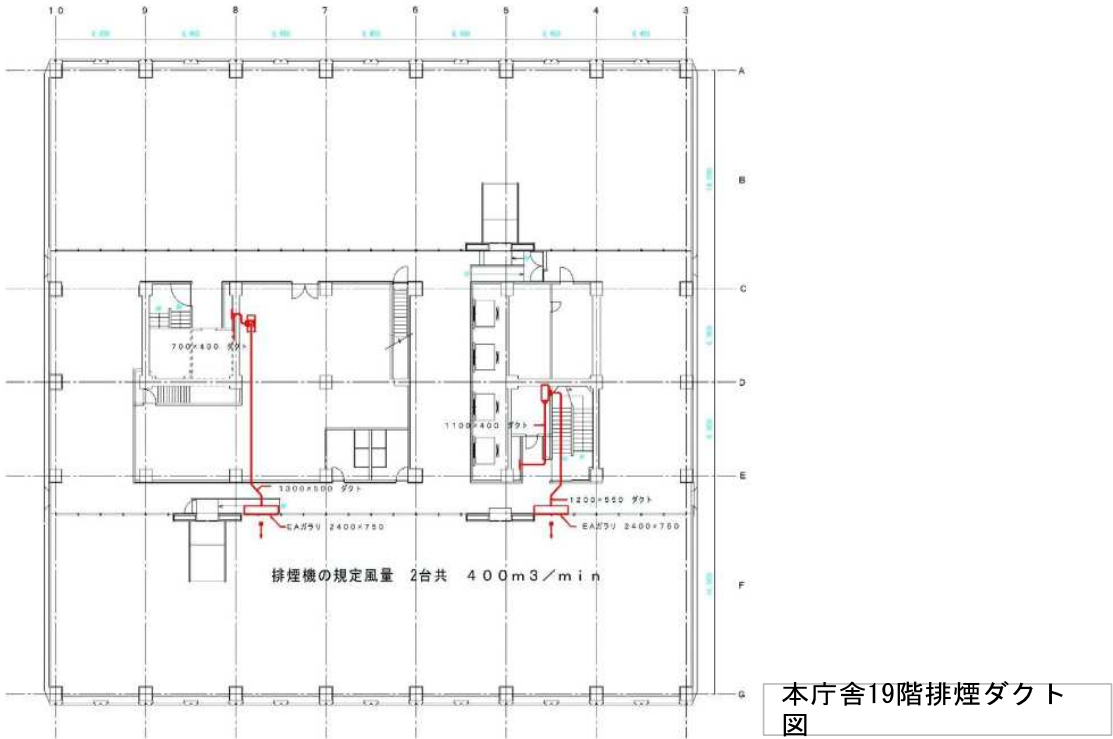 10 9 8 7 6 5 4 3
A
B
C
700×400 ダクト
D
1100×400 ダクト
E
1300×500 ダクト
1200×550 ダクト
EAガラリ 2400×750
EAガラリ 2400×750
排煙機の規定風量 2台共 400m3/min
F
G
本庁舎19階排煙ダクト
図